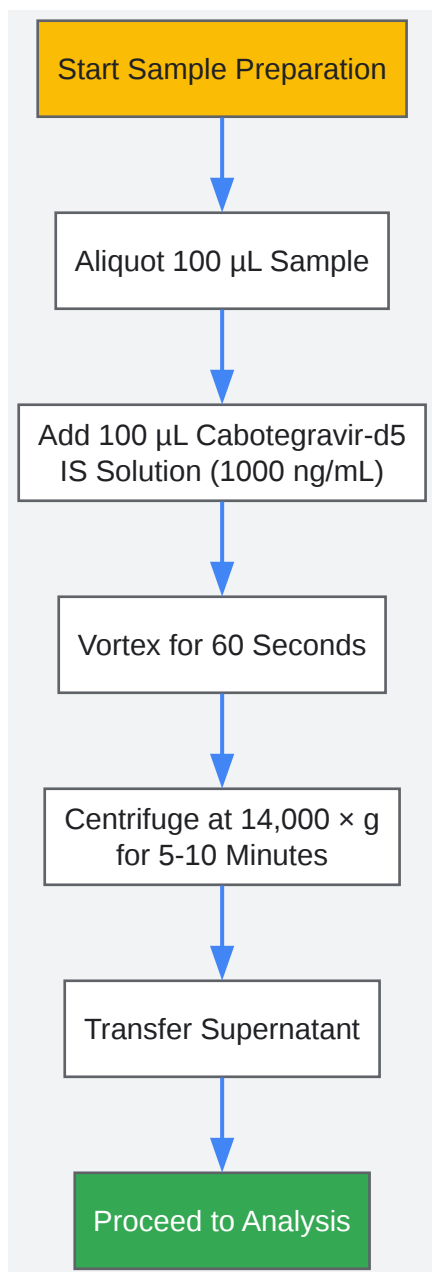 Start Sample Preparation
Aliquot 100 µL Sample
Add 100 µL Cabotegravir-d5
IS Solution (1000 ng/mL)
Vortex for 60 Seconds
Centrifuge at 14,000 × g
for 5-10 Minutes
Transfer Supernatant
Proceed to Analysis